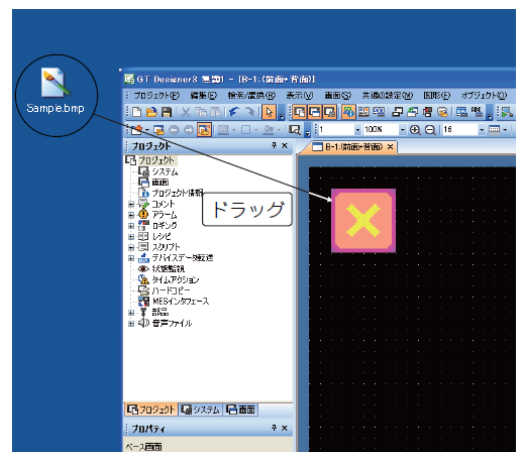 Sample.bmp
GT Designer3 無題1 - [B-1:(前面+背面)]
プロジェクト(P) 編集(E) 検索/置換(R) 表示(V) 画面(S) 共通の設定(M) 図形(F) オブジェクト(O)
1 100% 16
プロジェクト
B-1:(前面+背面)
プロジェクト
システム
画面
プロジェクト情報
コメント
アラーム
ロギング
レシピ
スクリプト
デバイスデータ転送
状態監視
タイムアクション
ハードコピー
MESインタフェース
部品
音声ファイル
ドラッグ
プロジェクト システム 画面
プロパティ
ベース画面